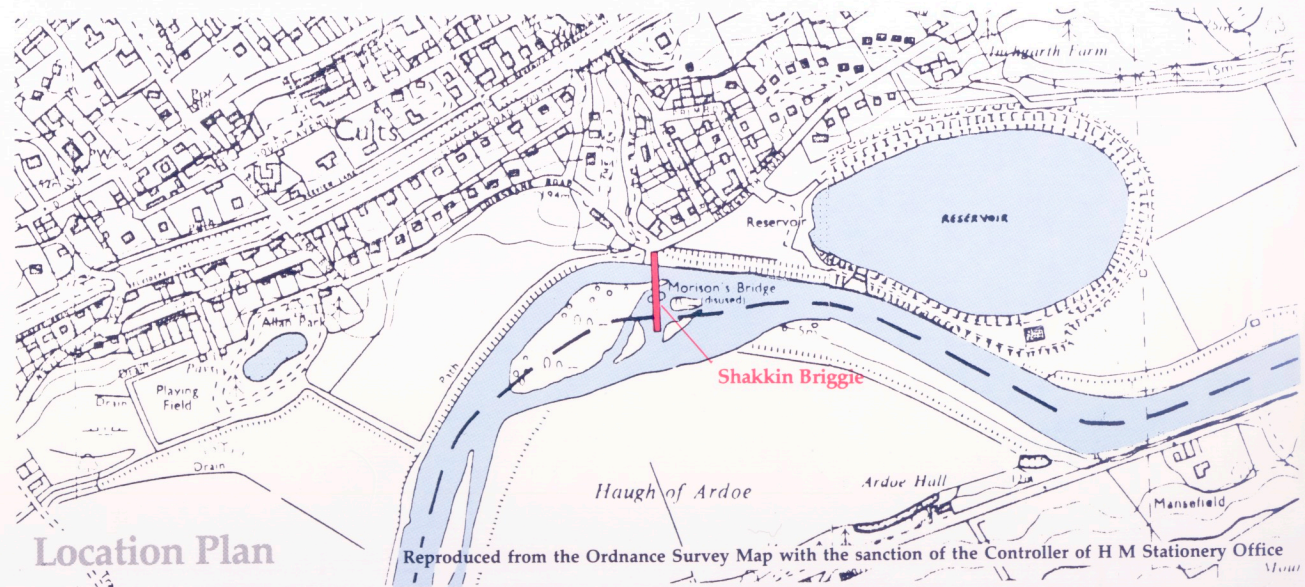 Inchgarth Farm
15m
Cults
Reservoir
RESERVOIR
Morison's Bridge
(disused)
5m
Allan Park
Path
Shakkin Briggie
Playing
Field
Drain
Drain
Haugh of Ardoe
Ardoe Hall
Mansefield
Location Plan
Reproduced from the Ordnance Survey Map with the sanction of the Controller of H M Stationery Office